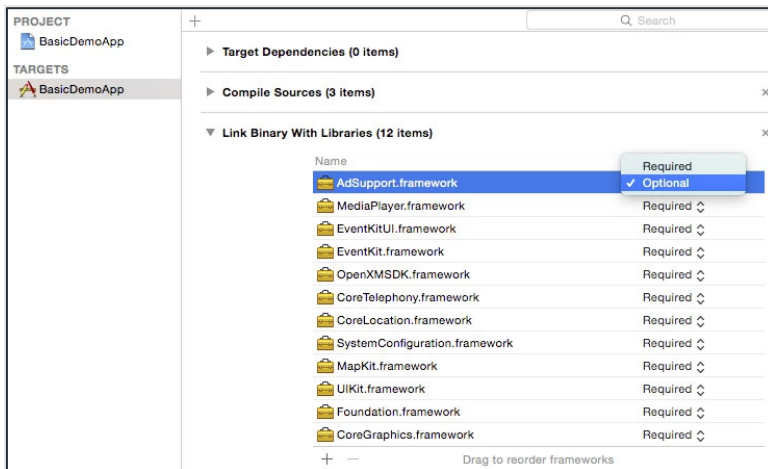 PROJECT
BasicDemoApp
TARGETS
BasicDemoApp
Search
Target Dependencies (0 items)
Compile Sources (3 items)
Link Binary With Libraries (12 items)
Name
Required
AdSupport.framework
Optional
MediaPlayer.framework Required
EventKitUI.framework Required
EventKit.framework Required
OpenXMSDK.framework Required
CoreTelephony.framework Required
CoreLocation.framework Required
SystemConfiguration.framework Required
MapKit.framework Required
UIKit.framework Required
Foundation.framework Required
CoreGraphics.framework Required
Drag to reorder frameworks